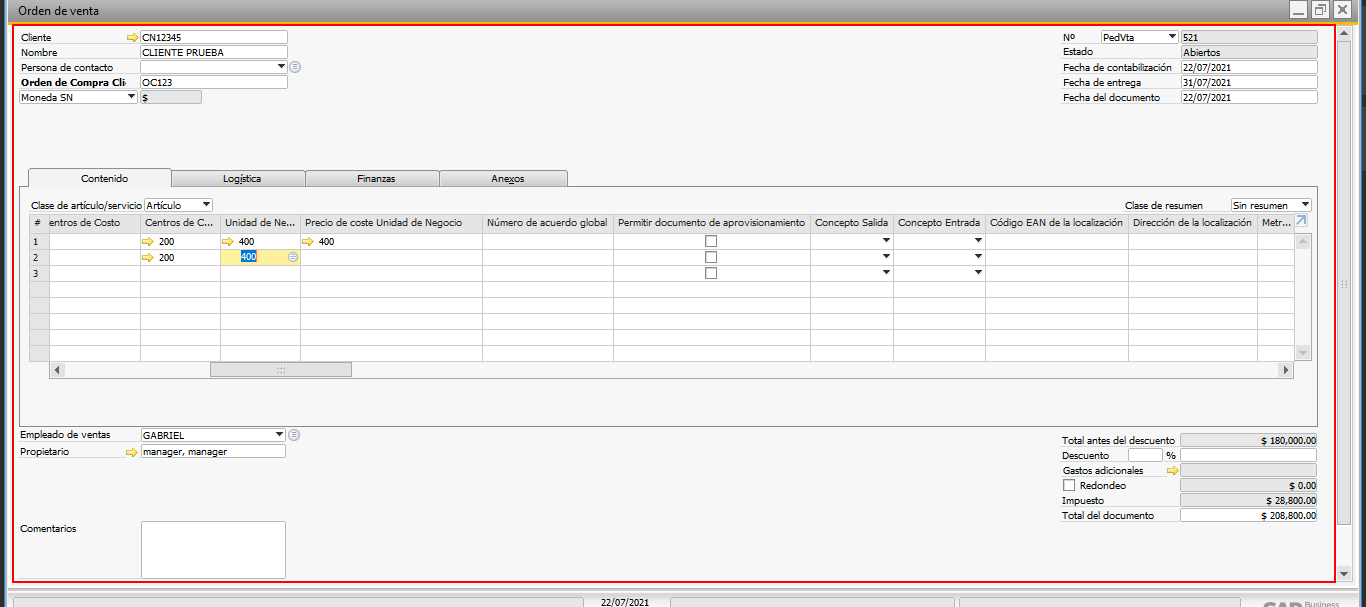 Orden de venta
Cliente CN12345
Nombre CLIENTE PRUEBA
Persona de contacto
Orden de Compra Cli OC123
Moneda SN $
Nº PedVta 521
Estado Abiertos
Fecha de contabilización 22/07/2021
Fecha de entrega 31/07/2021
Fecha del documento 22/07/2021
Contenido Logística Finanzas Anexos
Clase de artículo/servicio Artículo Clase de resumen Sin resumen
# entros de Costo Centros de C... Unidad de Ne... Precio de coste Unidad de Negocio Número de acuerdo global Permitir documento de aprovisionamiento Concepto Salida Concepto Entrada Código EAN de la localización Dirección de la localización Metr...
1 200 400 400
2 200 400
3
Empleado de ventas GABRIEL
Propietario manager, manager
Comentarios
Total antes del descuento $ 180,000.00
Descuento %
Gastos adicionales
Redondeo $ 0.00
Impuesto $ 28,800.00
Total del documento $ 208,800.00
22/07/2021
SAP Business